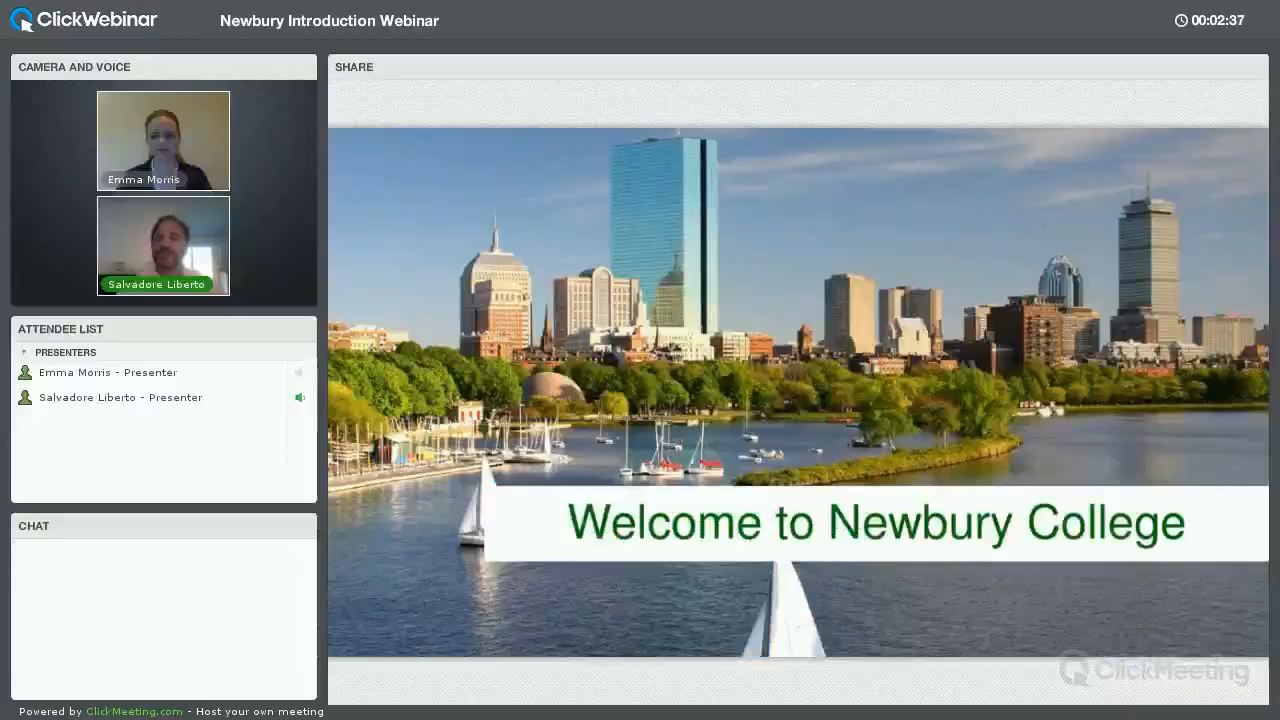 ClickWebinar
Newbury Introduction Webinar
00:02:37
CAMERA AND VOICE
Emma Morris
Salvadore Liberto
ATTENDEE LIST
PRESENTERS
Emma Morris - Presenter
Salvadore Liberto - Presenter
CHAT
Powered by ClickMeeting.com - Host your own meeting
SHARE
Welcome to Newbury College
ClickMeeting